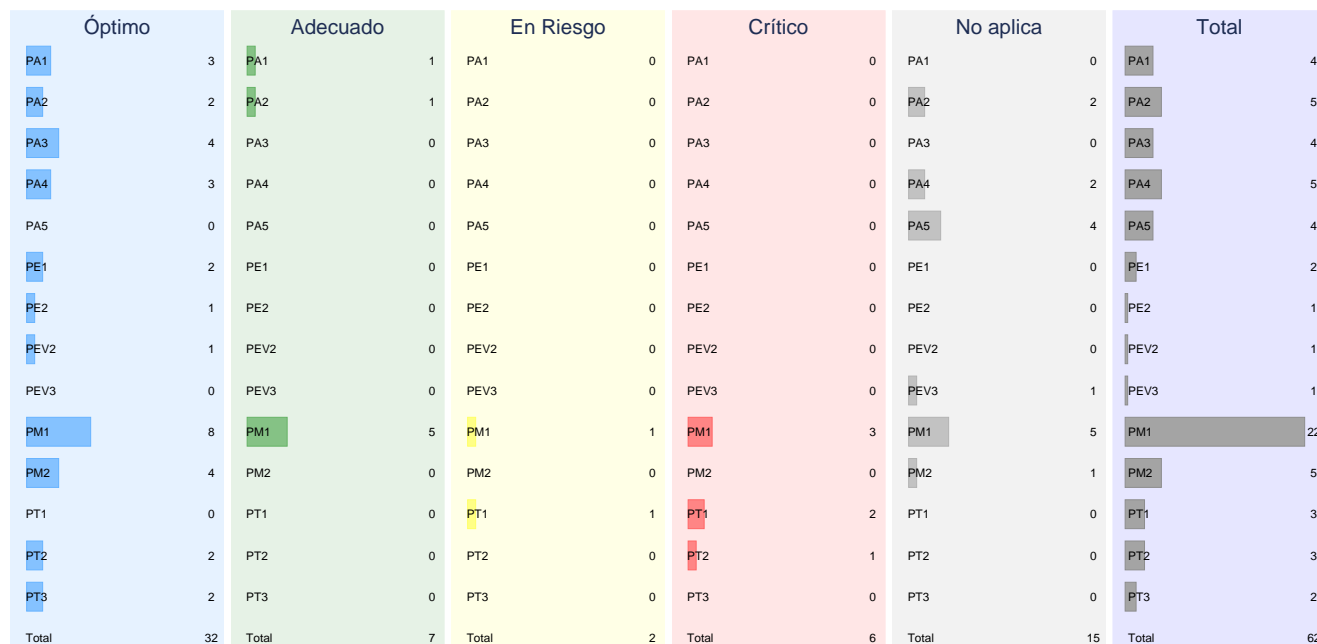 Óptimo Adecuado En Riesgo Crítico No aplica Total
PA1 3 PA1 1 PA1 0 PA1 0 PA1 0 PA1 4
PA2 2 PA2 1 PA2 0 PA2 0 PA2 2 PA2 5
PA3 4 PA3 0 PA3 0 PA3 0 PA3 0 PA3 4
PA4 3 PA4 0 PA4 0 PA4 0 PA4 2 PA4 5
PA5 0 PA5 0 PA5 0 PA5 0 PA5 4 PA5 4
PE1 2 PE1 0 PE1 0 PE1 0 PE1 0 PE1 2
PE2 1 PE2 0 PE2 0 PE2 0 PE2 0 PE2 1
PEV2 1 PEV2 0 PEV2 0 PEV2 0 PEV2 0 PEV2 1
PEV3 0 PEV3 0 PEV3 0 PEV3 0 PEV3 1 PEV3 1
PM1 8 PM1 5 PM1 1 PM1 3 PM1 5 PM1 22
PM2 4 PM2 0 PM2 0 PM2 0 PM2 1 PM2 5
PT1 0 PT1 0 PT1 1 PT1 2 PT1 0 PT1 3
PT2 2 PT2 0 PT2 0 PT2 1 PT2 0 PT2 3
PT3 2 PT3 0 PT3 0 PT3 0 PT3 0 PT3 2
Total 32 Total 7 Total 2 Total 6 Total 15 Total 62